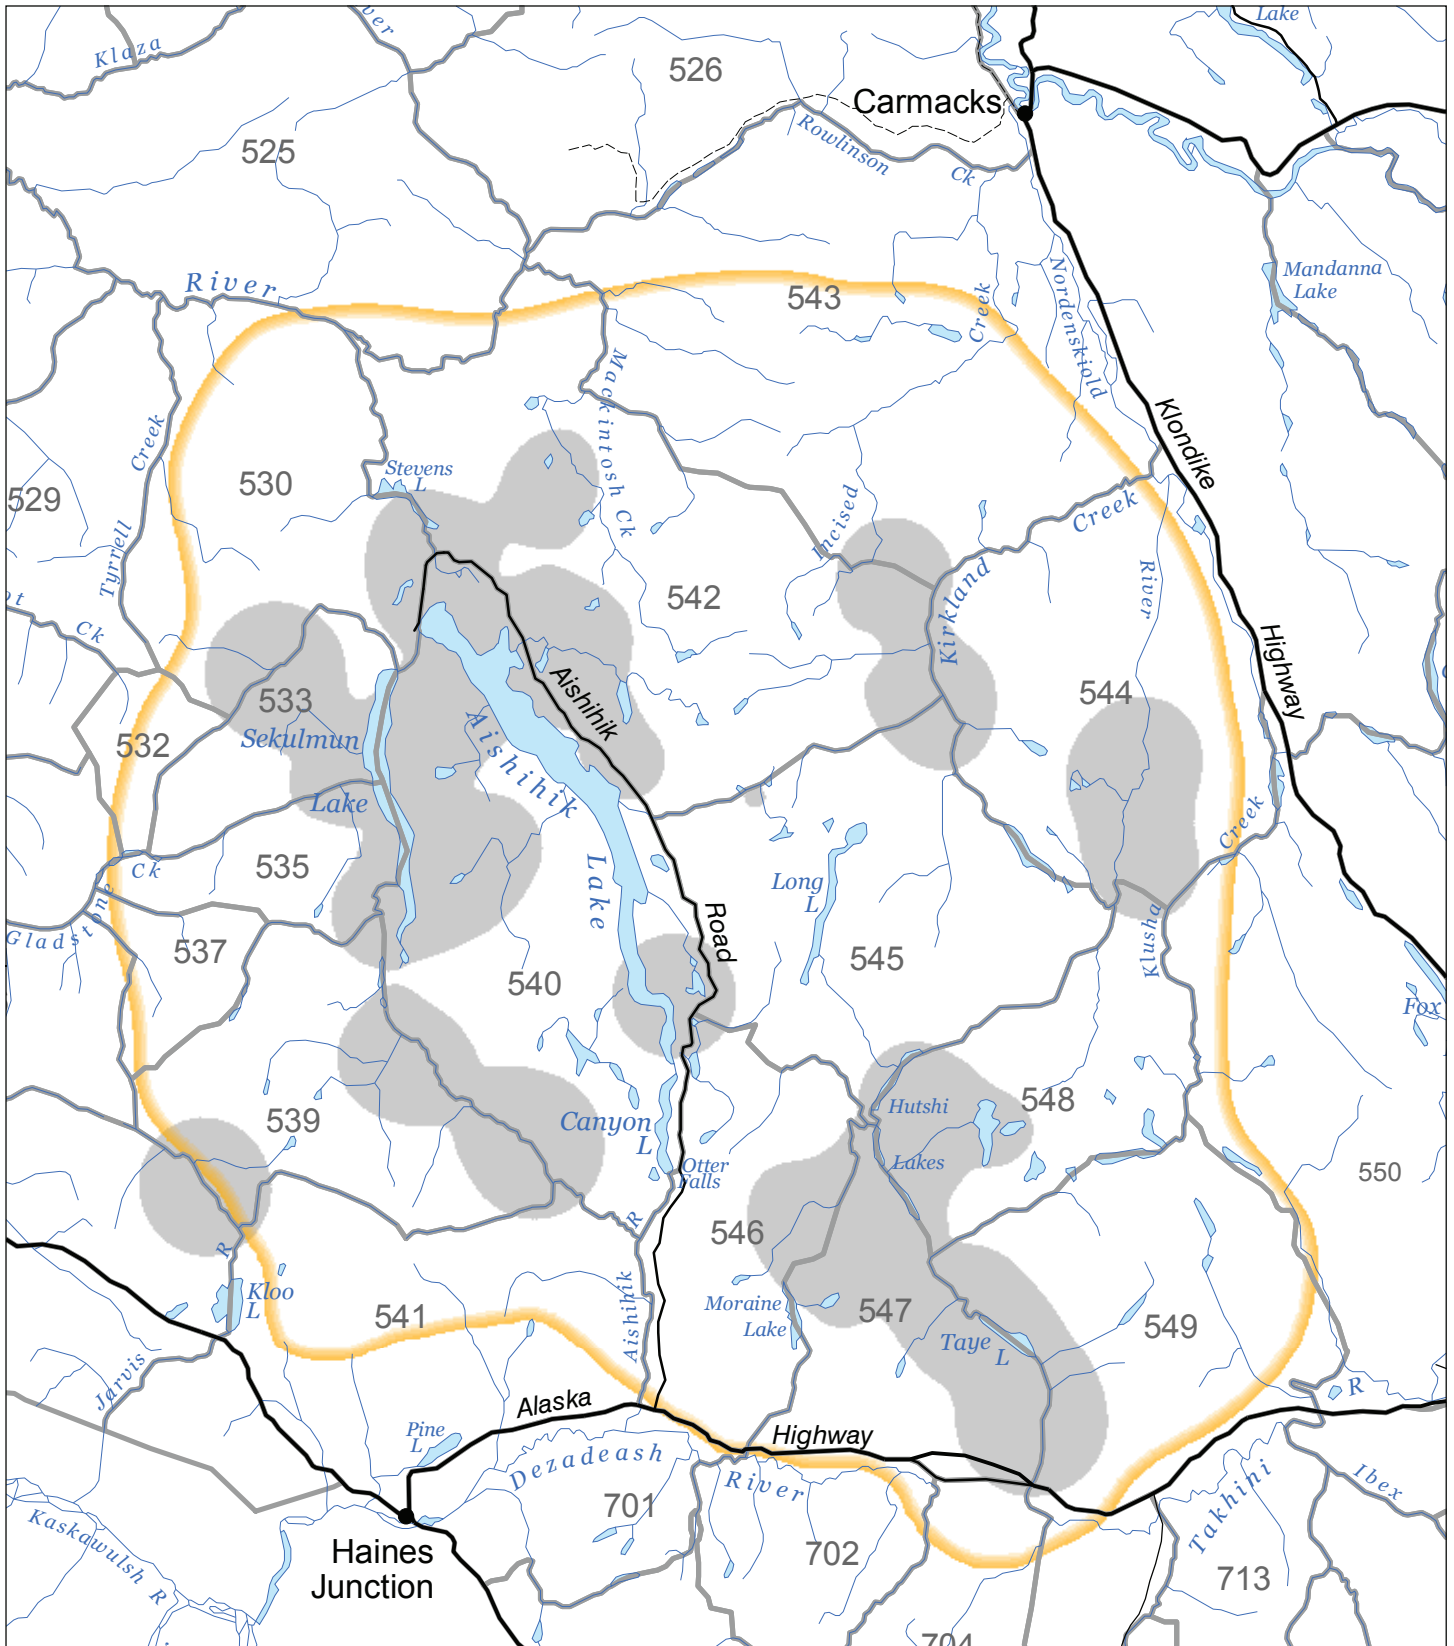 Lake
Klaza
ver
526
Carmacks
525
Rowlinson
Ck
River
Mandanna
Lake
543
Creek
Nordenskiold
Mackintosh Ck
Klondike
Highway
Creek
Tyrrell
530
Stevens
L
529
Incised
Creek
Kirkland
River
542
ot
Ck
544
533
Sekulmun
Lake
532
Aishihik
Road
Aishihik
Lake
Creek
535
Ck
Gladstone
Long
L
Klusha
537
540
545
Fox
Hutshi
Lakes
548
539
Canyon
L
Otter
Falls
550
546
R
R
Kloo
L
541
Aishihik
Moraine
Lake
547
Taye
L
549
Jarvis
R
Alaska
Highway
Pine
L
Dezadeash
River
Takhini
Ibex
701
702
713
Kaskawulsh R
Haines
Junction
704